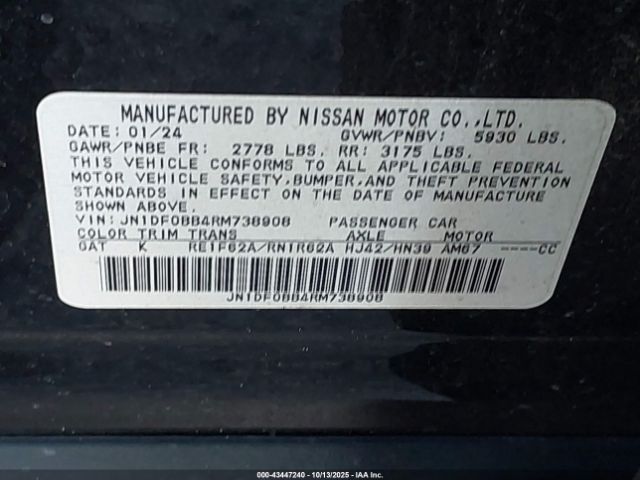 MANUFACTURED BY NISSAN MOTOR CO.,LTD.
DATE: 01/24 GVWR/PNBV: 5930 LBS.
GAWR/PNBE FR: 2778 LBS. RR: 3175 LBS.
THIS VEHICLE CONFORMS TO ALL APPLICABLE FEDERAL
MOTOR VEHICLE SAFETY,BUMPER,AND THEFT PREVENTION
STANDARDS IN EFFECT ON THE DATE OF MANUFACTURE
SHOWN ABOVE.
VIN: JN1DF0BB4RM738908 PASSENGER CAR
COLOR TRIM TRANS AXLE MOTOR
GAT K RE1F62A/RN1R62A HJ42/HN39 AM67 ----CC
JN1DF0BB4RM738908
000-43447240 - 10/13/2025 - IAA Inc.